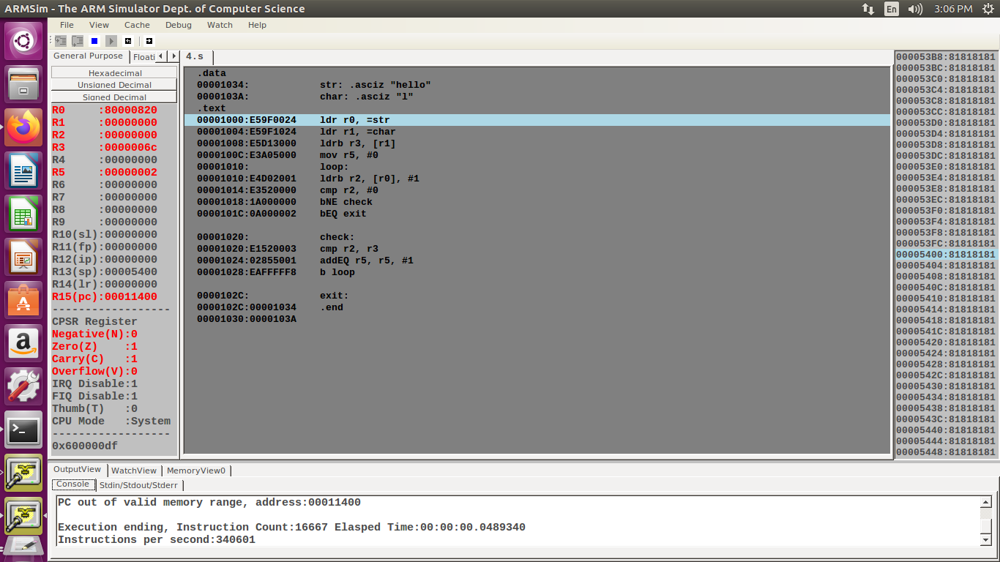 ARMSim - The ARM Simulator Dept. of Computer Science
En
3:06 PM
File View Cache Debug Watch Help
General Purpose Floati
4.s
Hexadecimal
Unsigned Decimal
Signed Decimal
R0 :80000820
R1 :00000000
R2 :00000000
R3 :0000006c
R4 :00000000
R5 :00000002
R6 :00000000
R7 :00000000
R8 :00000000
R9 :00000000
R10(sl):00000000
R11(fp):00000000
R12(ip):00000000
R13(sp):00005400
R14(lr):00000000
R15(pc):00011400
------------------
CPSR Register
Negative(N):0
Zero(Z) :1
Carry(C) :1
Overflow(V):0
IRQ Disable:1
FIQ Disable:1
Thumb(T) :0
CPU Mode :System
------------------
0x600000df
.data
00001034: str: .asciz "hello"
0000103A: char: .asciz "l"
.text
00001000:E59F0024 ldr r0, =str
00001004:E59F1024 ldr r1, =char
00001008:E5D13000 ldrb r3, [r1]
0000100C:E3A05000 mov r5, #0
00001010: loop:
00001010:E4D02001 ldrb r2, [r0], #1
00001014:E3520000 cmp r2, #0
00001018:1A000000 bNE check
0000101C:0A000002 bEQ exit
00001020: check:
00001020:E1520003 cmp r2, r3
00001024:02855001 addEQ r5, r5, #1
00001028:EAFFFFF8 b loop
0000102C: exit:
0000102C:00001034 .end
00001030:0000103A
000053B8:81818181
000053BC:81818181
000053C0:81818181
000053C4:81818181
000053C8:81818181
000053CC:81818181
000053D0:81818181
000053D4:81818181
000053D8:81818181
000053DC:81818181
000053E0:81818181
000053E4:81818181
000053E8:81818181
000053EC:81818181
000053F0:81818181
000053F4:81818181
000053F8:81818181
000053FC:81818181
00005400:81818181
00005404:81818181
00005408:81818181
0000540C:81818181
00005410:81818181
00005414:81818181
00005418:81818181
0000541C:81818181
00005420:81818181
00005424:81818181
00005428:81818181
0000542C:81818181
00005430:81818181
00005434:81818181
00005438:81818181
0000543C:81818181
00005440:81818181
00005444:81818181
00005448:81818181
OutputView WatchView MemoryView0
Console Stdin/Stdout/Stderr
PC out of valid memory range, address:00011400
Execution ending, Instruction Count:16667 Elasped Time:00:00:00.0489340
Instructions per second:340601